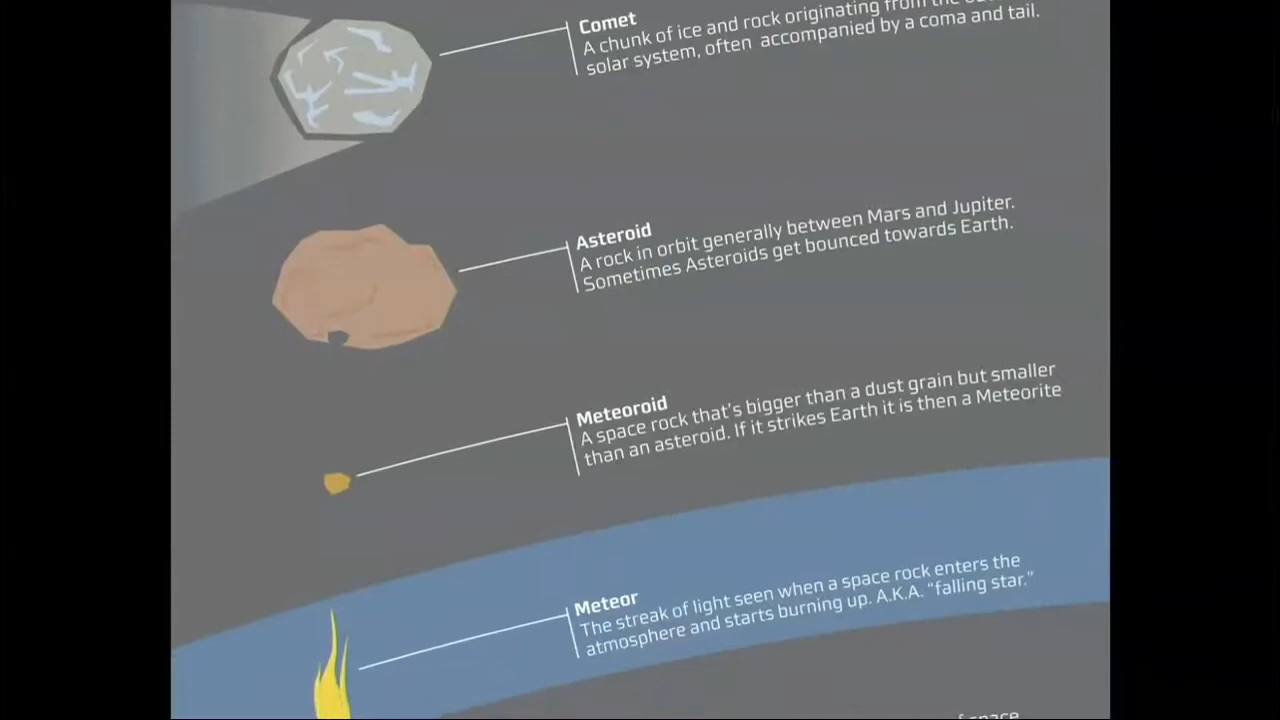 Comet
A chunk of ice and rock originating from the
solar system, often accompanied by a coma and tail.
Asteroid
A rock in orbit generally between Mars and Jupiter.
Sometimes Asteroids get bounced towards Earth.
Meteoroid
A space rock that's bigger than a dust grain but smaller
than an asteroid. If it strikes Earth it is then a Meteorite
Meteor
The streak of light seen when a space rock enters the
atmosphere and starts burning up. A.K.A. “falling star.”
space